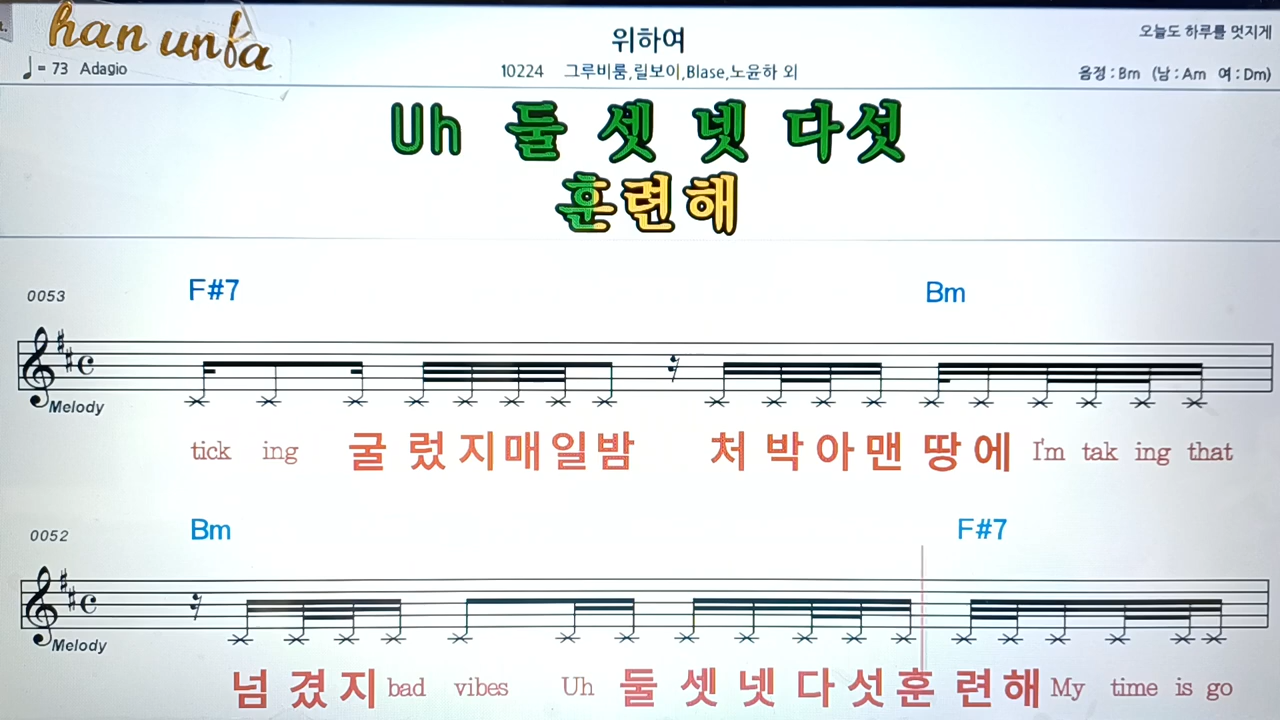 han unfa
위하여
오늘도 하루를 멋지게
♩= 73 Adagio
10224 그루비룸,릴보이,Blase,노윤하 외
음정 : Bm (남 : Am 여 : Dm)
Uh 둘 셋 넷 다섯
훈련해
0053 F#7 Bm
Melody
tick ing 굴렀지매일밤 처박아맨땅에 I'm tak ing that
0052 Bm F#7
Melody
넘겼지 bad vibes Uh 둘셋넷다섯훈련해 My time is go